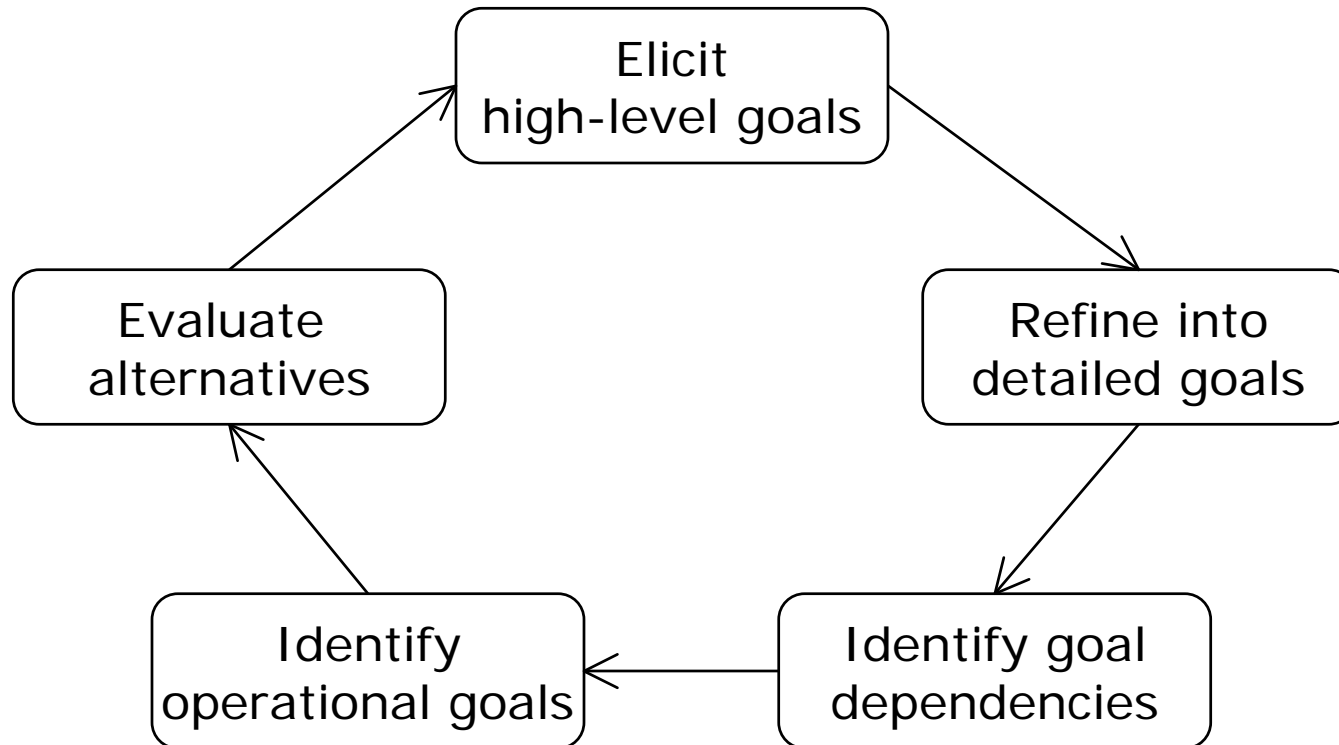 Elicit
high-level goals
Evaluate
alternatives
Refine into
detailed goals
Identify
operational goals
Identify goal
dependencies